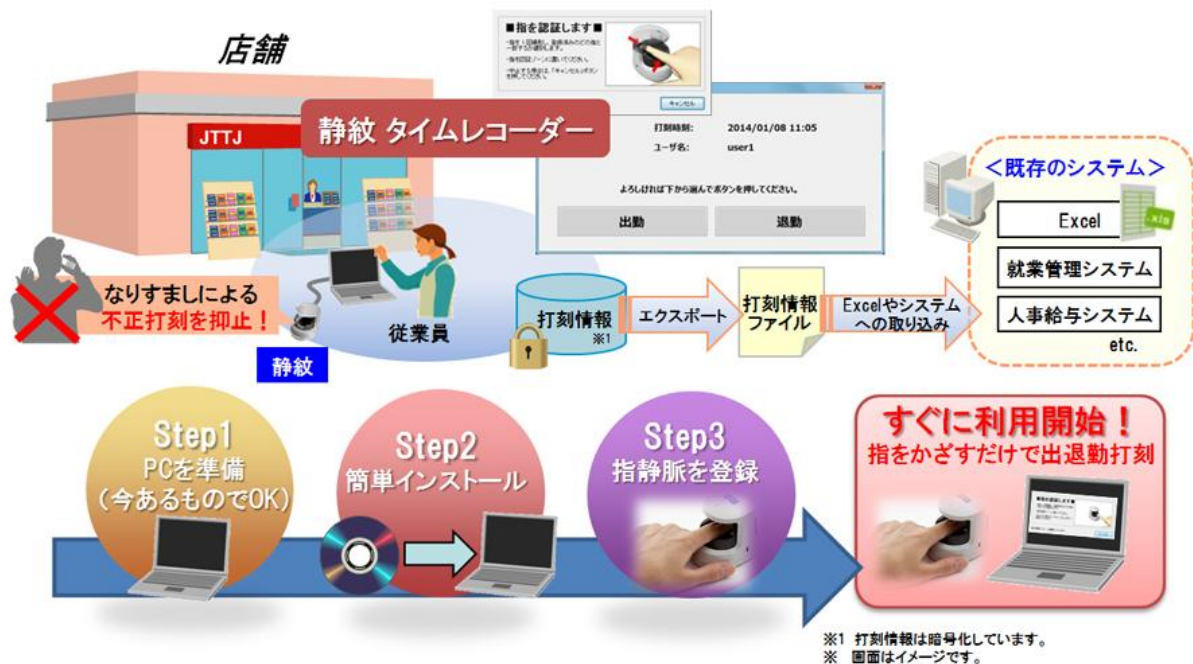 店舗
JTTJ
静紋 タイムレコーダー
■指を認証します■
キャンセル
打刻時刻: 2014/01/08 11:05
ユーザ名: user1
よろしければ下から選んでボタンを押してください。
出勤
退勤
なりすましによる
不正打刻を抑止！
静紋
従業員
打刻情報
※1
エクスポート
打刻情報
ファイル
Excelやシステム
への取り込み
＜既存のシステム＞
Excel
.xls
就業管理システム
人事給与システム
etc.
Step1
PCを準備
（今あるものでOK）
Step2
簡単インストール
Step3
指静脈を登録
すぐに利用開始！
指をかざすだけで出退勤打刻
■指を認証します■
※1 打刻情報は暗号化しています。
※ 画面はイメージです。